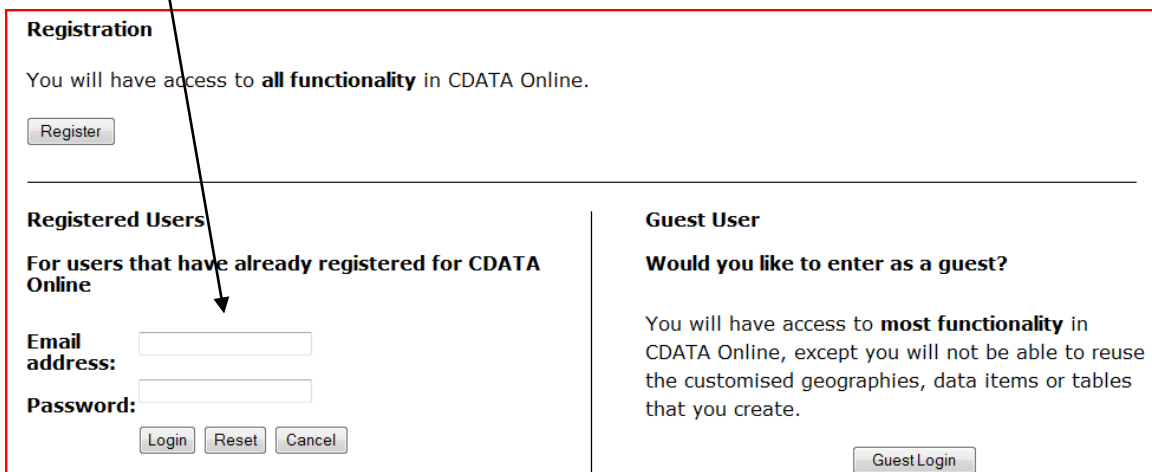 Registration
You will have access to all functionality in CDATA Online.
Register
Registered Users
For users that have already registered for CDATA
Online
Email
address:
Password:
Login Reset Cancel
Guest User
Would you like to enter as a guest?
You will have access to most functionality in
CDATA Online, except you will not be able to reuse
the customised geographies, data items or tables
that you create.
Guest Login